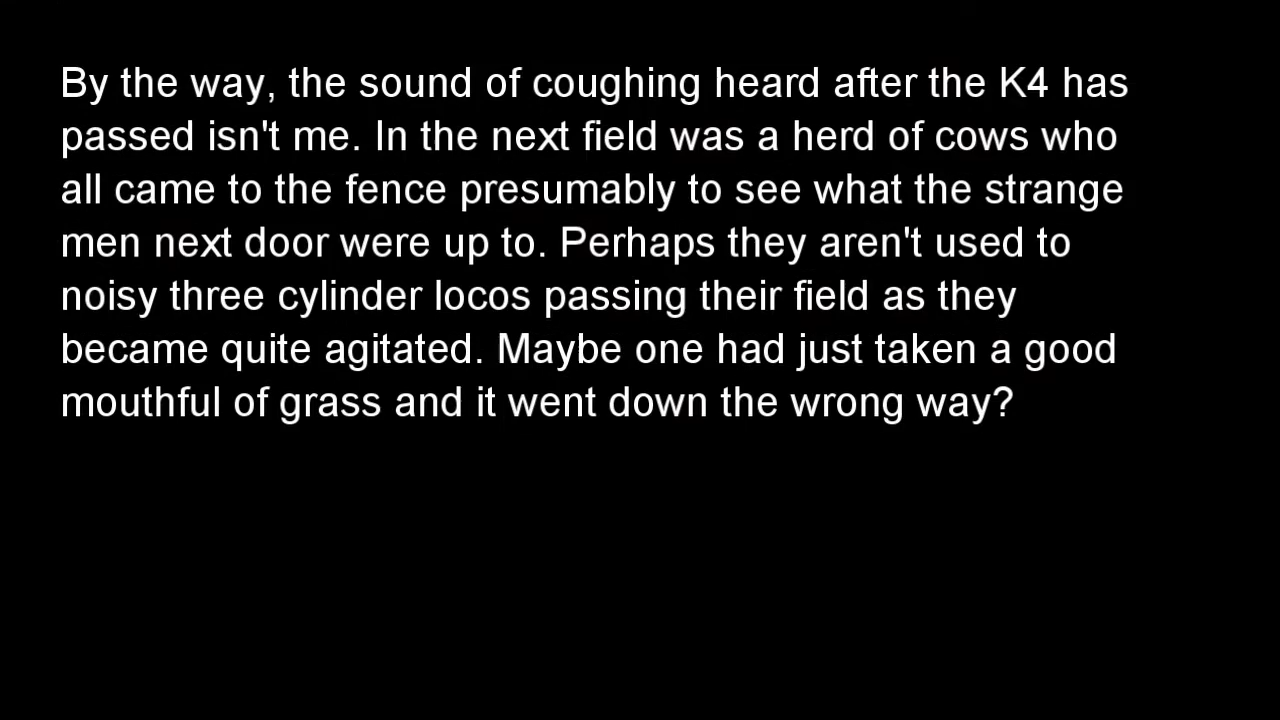 By the way, the sound of coughing heard after the K4 has
passed isn't me. In the next field was a herd of cows who
all came to the fence presumably to see what the strange
men next door were up to. Perhaps they aren't used to
noisy three cylinder locos passing their field as they
became quite agitated. Maybe one had just taken a good
mouthful of grass and it went down the wrong way?